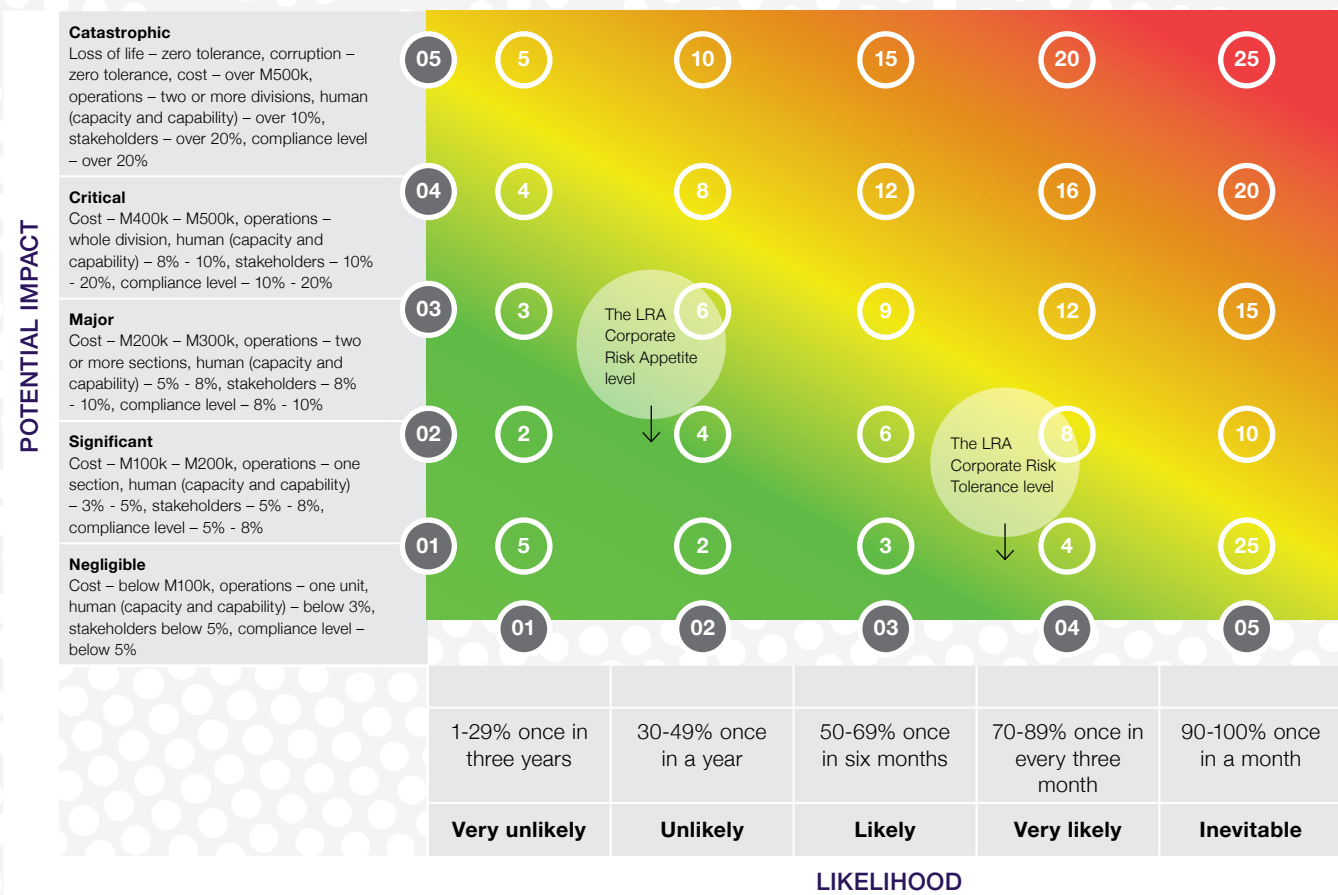 POTENTIAL IMPACT
Catastrophic
Loss of life – zero tolerance, corruption –
zero tolerance, cost – over M500k,
operations – two or more divisions, human
(capacity and capability) – over 10%,
stakeholders – over 20%, compliance level
– over 20%
05 5 10 15 20 25
Critical
Cost – M400k – M500k, operations –
whole division, human (capacity and
capability) – 8% - 10%, stakeholders – 10%
- 20%, compliance level – 10% - 20%
04 4 8 12 16 20
Major
Cost – M200k – M300k, operations – two
or more sections, human (capacity and
capability) – 5% - 8%, stakeholders – 8%
- 10%, compliance level – 8% - 10%
03 3 6 9 12 15
The LRA
Corporate
Risk Appetite
level
Significant
Cost – M100k – M200k, operations – one
section, human (capacity and capability)
– 3% - 5%, stakeholders – 5% - 8%,
compliance level – 5% - 8%
02 2 4 6 8 10
The LRA
Corporate Risk
Tolerance level
Negligible
Cost – below M100k, operations – one unit,
human (capacity and capability) – below 3%,
stakeholders below 5%, compliance level –
below 5%
01 5 2 3 4 25
01 02 03 04 05
1-29% once in
three years
30-49% once
in a year
50-69% once
in six months
70-89% once in
every three
month
90-100% once
in a month
Very unlikely
Unlikely
Likely
Very likely
Inevitable
LIKELIHOOD